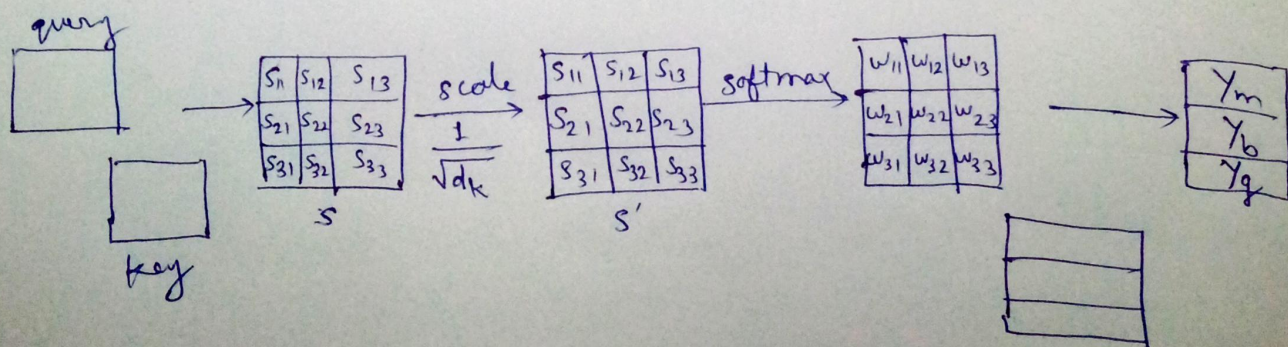 query
key
S11 S12 S13
S21 S22 S23
S31 S32 S33
S
scale
1
√dk
S11 S12 S13
S21 S22 S23
S31 S32 S33
S'
softmax
w11 w12 w13
w21 w22 w23
w31 w32 w33
Ym
Yb
Yg